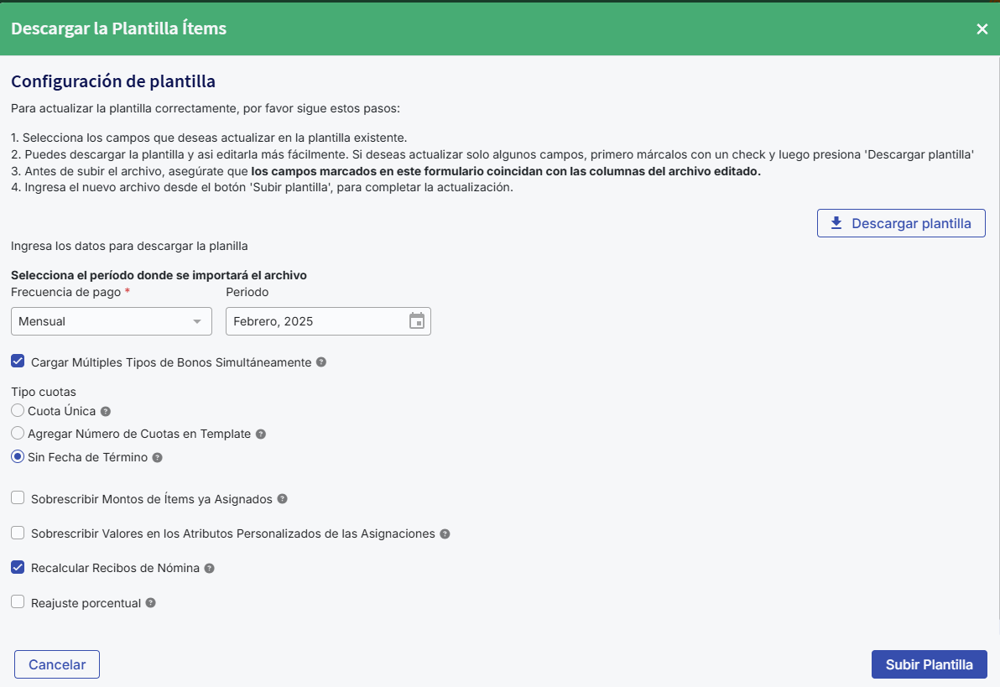 Descargar la Plantilla Ítems
Configuración de plantilla
Para actualizar la plantilla correctamente, por favor sigue estos pasos:
1. Selecciona los campos que deseas actualizar en la plantilla existente.
2. Puedes descargar la plantilla y asi editarla más fácilmente. Si deseas actualizar solo algunos campos, primero márcalos con un check y luego presiona 'Descargar plantilla'
3. Antes de subir el archivo, asegúrate que los campos marcados en este formulario coincidan con las columnas del archivo editado.
4. Ingresa el nuevo archivo desde el botón 'Subir plantilla', para completar la actualización.
Descargar plantilla
Ingresa los datos para descargar la planilla
Selecciona el período donde se importará el archivo
Frecuencia de pago * Periodo
Mensual Febrero, 2025
Cargar Múltiples Tipos de Bonos Simultáneamente ?
Tipo cuotas
Cuota Única ?
Agregar Número de Cuotas en Template ?
Sin Fecha de Término ?
Sobrescribir Montos de Ítems ya Asignados ?
Sobrescribir Valores en los Atributos Personalizados de las Asignaciones ?
Recalcular Recibos de Nómina ?
Reajuste porcentual ?
Cancelar Subir Plantilla